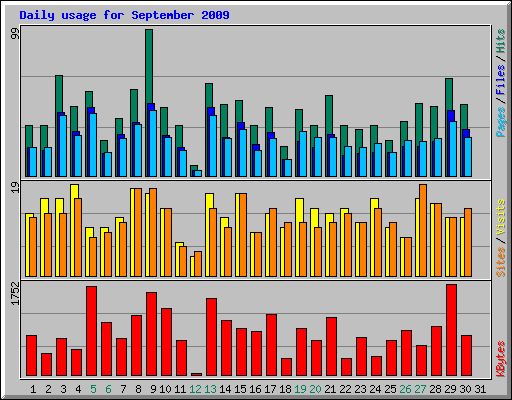 Daily usage for September 2009
99
Pages / Files / Hits
19
Sites / Visits
1752
KBytes
1 2 3 4 5 6 7 8 9 10 11 12 13 14 15 16 17 18 19 20 21 22 23 24 25 26 27 28 29 30 31